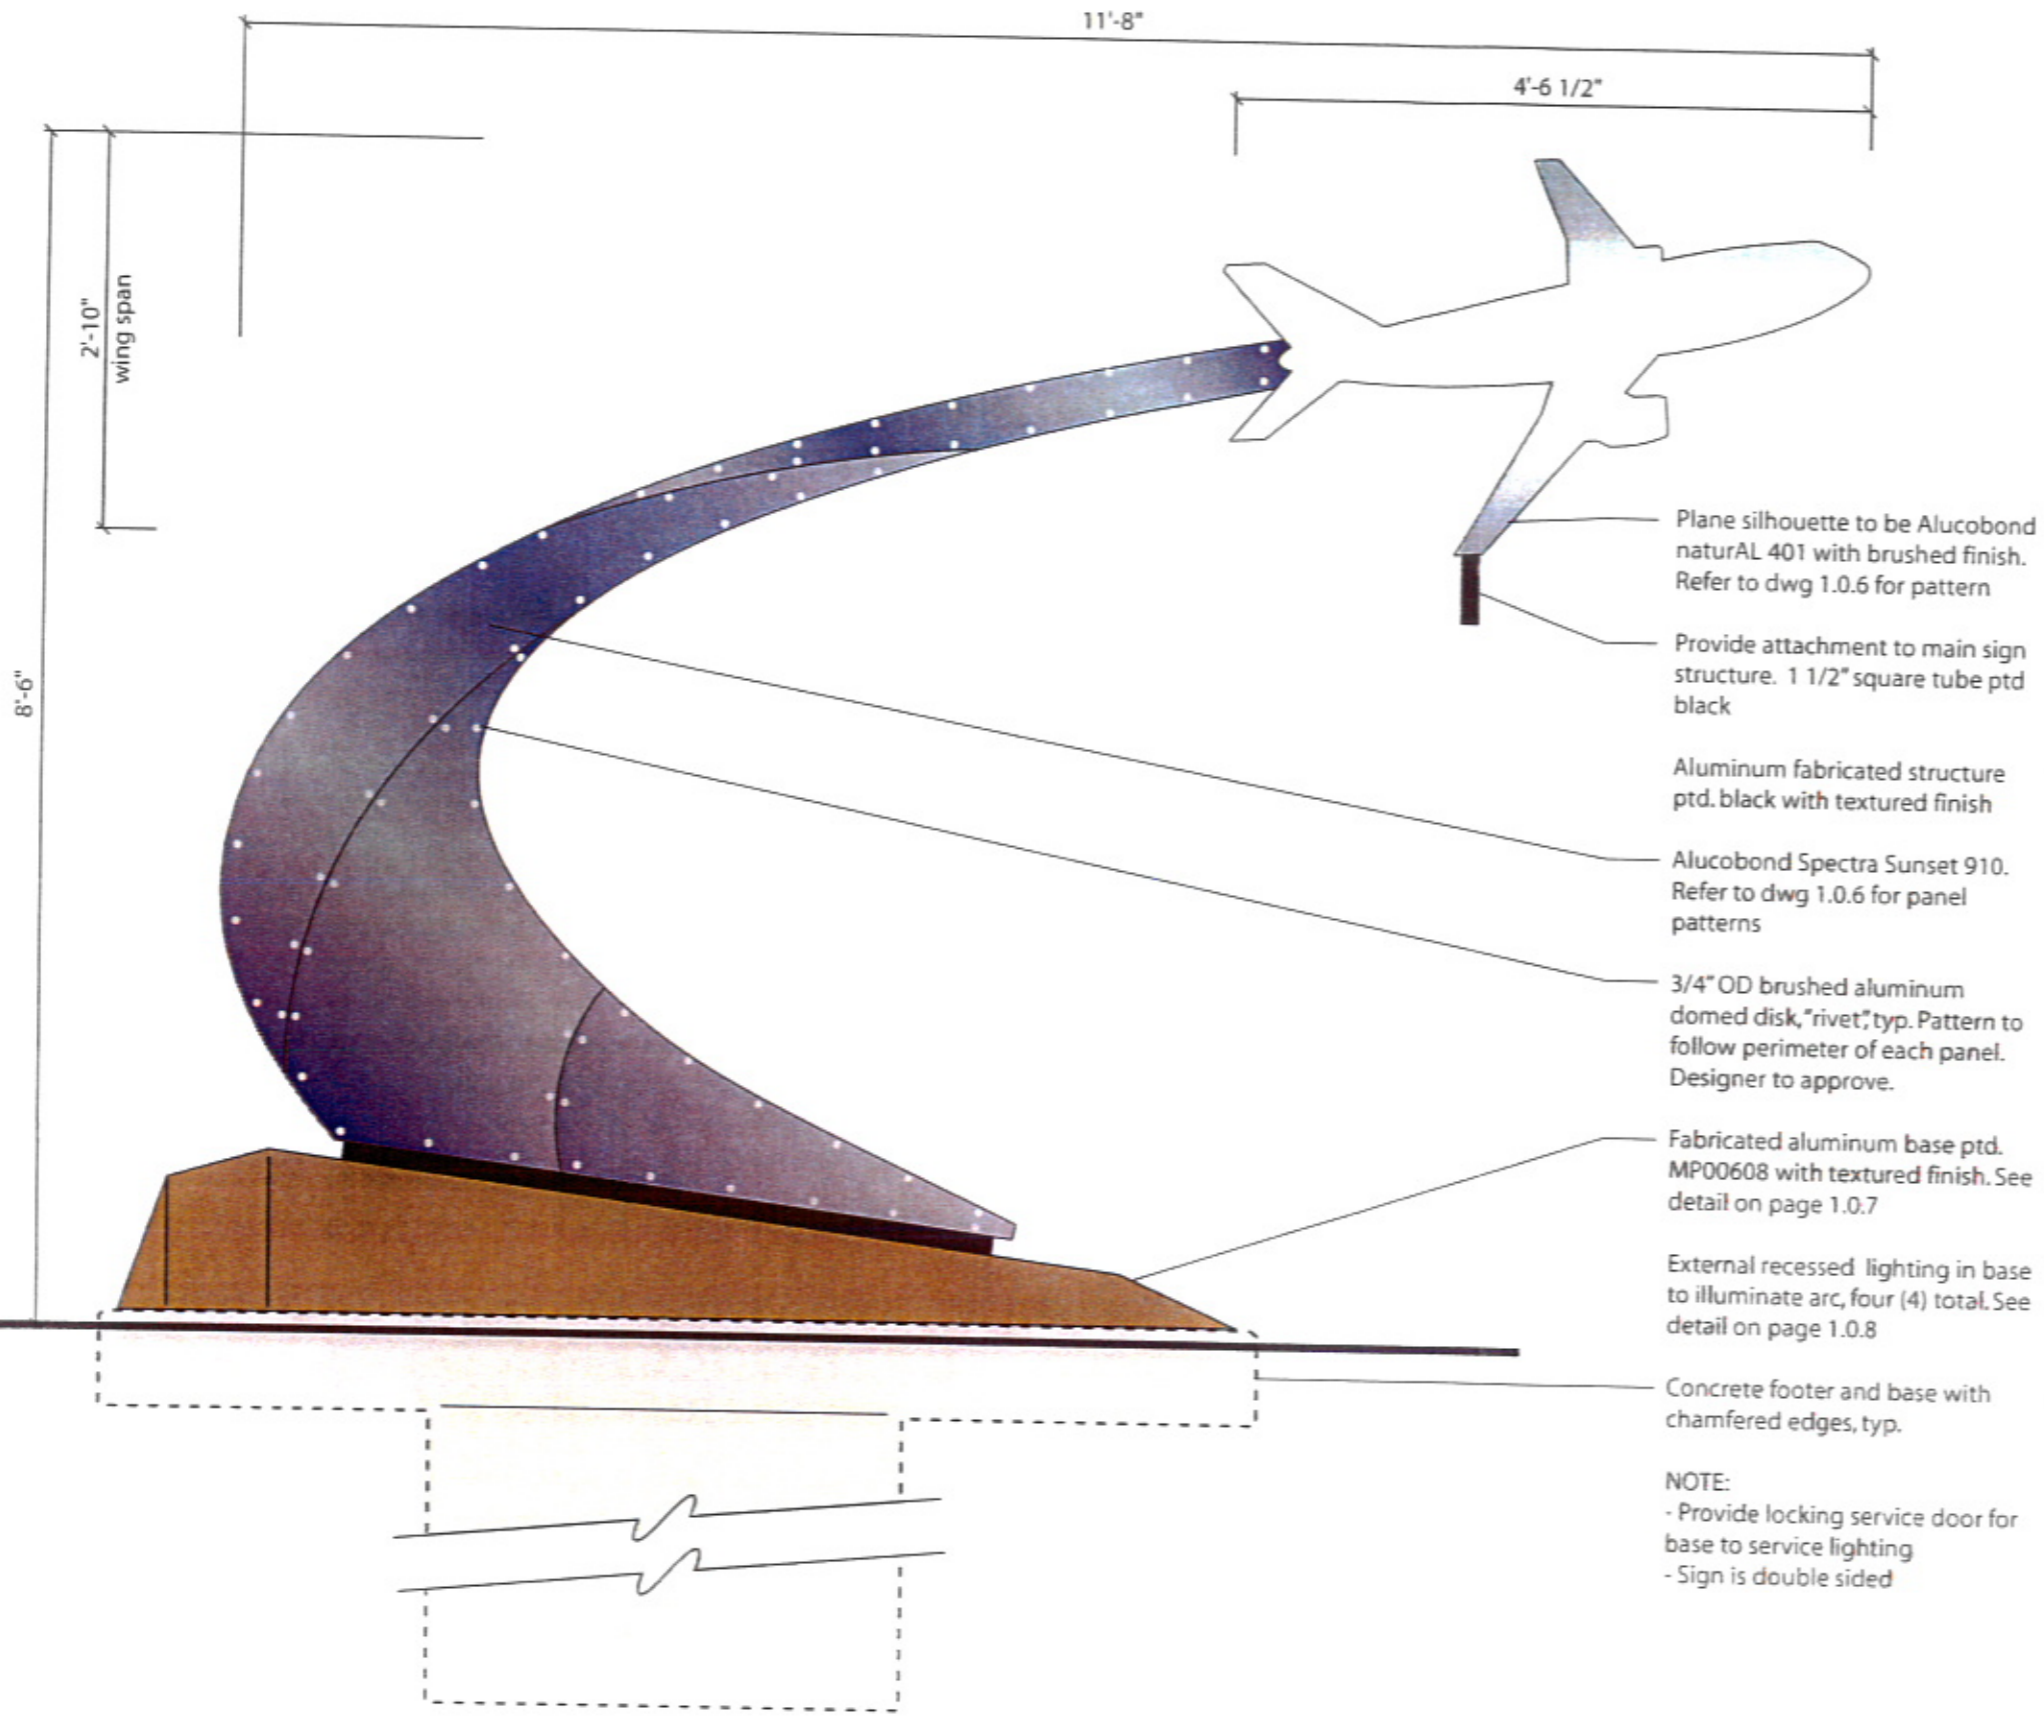 11'-8"
4'-6 1/2"
2'-10"
wing span
8'-6"
Plane silhouette to be Alucobond
naturAL 401 with brushed finish.
Refer to dwg 1.0.6 for pattern
Provide attachment to main sign
structure. 1 1/2" square tube ptd
black
Aluminum fabricated structure
ptd. black with textured finish
Alucobond Spectra Sunset 910.
Refer to dwg 1.0.6 for panel
patterns
3/4" OD brushed aluminum
domed disk, "rivet", typ. Pattern to
follow perimeter of each panel.
Designer to approve.
Fabricated aluminum base ptd.
MP00608 with textured finish. See
detail on page 1.0.7
External recessed lighting in base
to illuminate arc, four (4) total. See
detail on page 1.0.8
Concrete footer and base with
chamfered edges, typ.
NOTE:
- Provide locking service door for
base to service lighting
- Sign is double sided